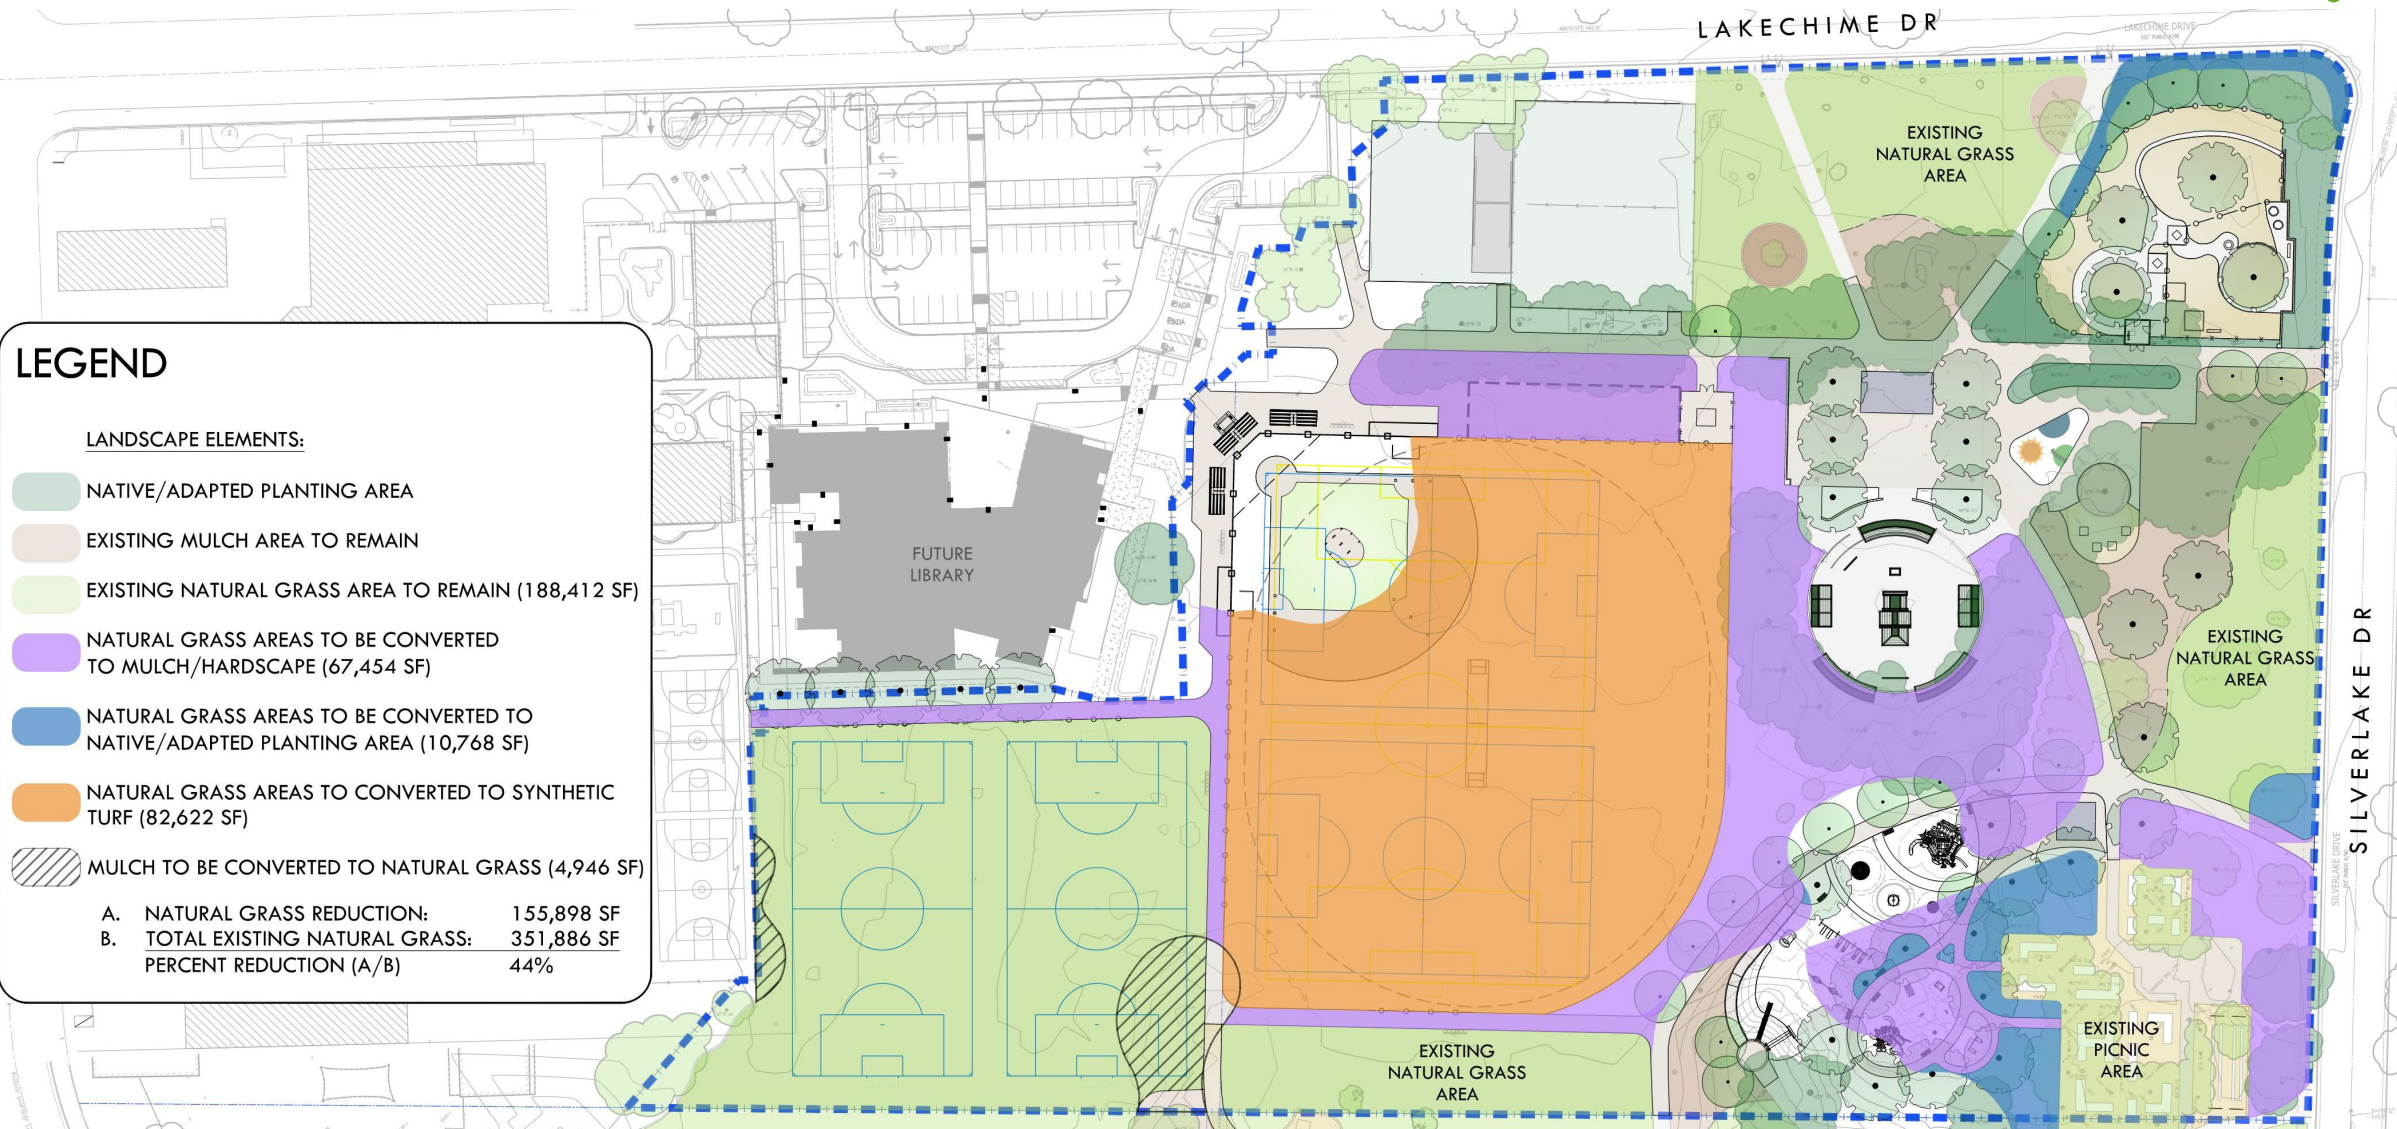 LAKECHIME DR
LAKECHIME DRIVE
EXISTING
NATURAL GRASS
AREA
LEGEND
LANDSCAPE ELEMENTS:
NATIVE/ADAPTED PLANTING AREA
EXISTING MULCH AREA TO REMAIN
EXISTING NATURAL GRASS AREA TO REMAIN (188,412 SF)
NATURAL GRASS AREAS TO BE CONVERTED
TO MULCH/HARDSCAPE (67,454 SF)
NATURAL GRASS AREAS TO BE CONVERTED TO
NATIVE/ADAPTED PLANTING AREA (10,768 SF)
NATURAL GRASS AREAS TO CONVERTED TO SYNTHETIC
TURF (82,622 SF)
MULCH TO BE CONVERTED TO NATURAL GRASS (4,946 SF)
A. NATURAL GRASS REDUCTION: 155,898 SF
B. TOTAL EXISTING NATURAL GRASS: 351,886 SF
PERCENT REDUCTION (A/B) 44%
FUTURE
LIBRARY
EXISTING
NATURAL GRASS
AREA
SILVERLAKE DR
SILVERLAKE DRIVE
EXISTING
NATURAL GRASS
AREA
EXISTING
PICNIC
AREA